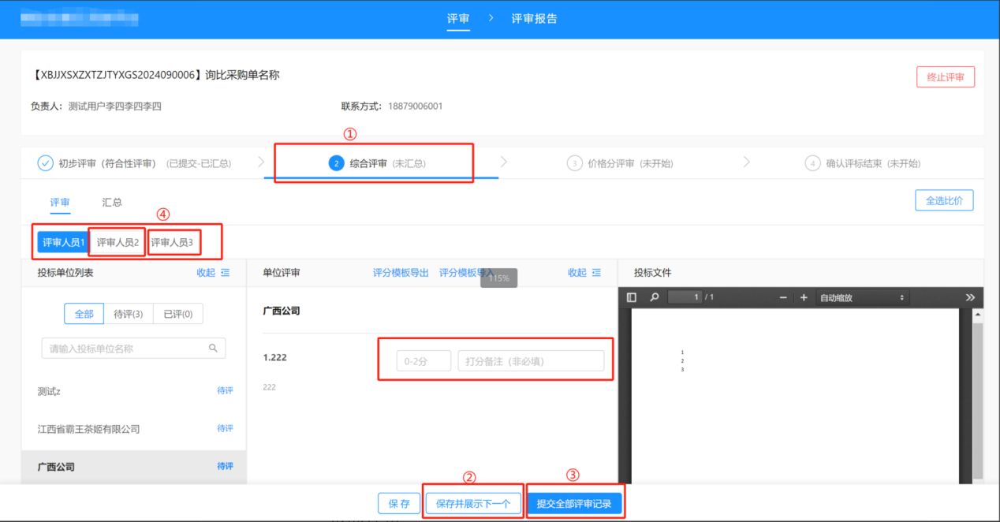 评审 > 评审报告
【XBJJXSXZXTZJTYXGS2024090006】询比采购单名称
终止评审
负责人： 测试用户李四李四李四 联系方式： 18879006001
①
初步评审（符合性评审） (已提交-已汇总) 2 综合评审 (未汇总) 3 价格分评审 (未开始) 4 确认评标结束 (未开始)
评审 汇总 全选比价
④
评审人员1 评审人员2 评审人员3
投标单位列表 收起 单位评审 评分模板导出 评分模板导入 收起 投标文件
115%
全部 待评(3) 已评(0) 1 / 1 − + 自动缩放
广西公司
请输入投标单位名称
1.222 0-2分 打分备注（非必填）
222
1
2
3
测试z 待评
江西省霸王茶姬有限公司 待评
广西公司 待评
② ③
保 存 保存并展示下一个 提交全部评审记录